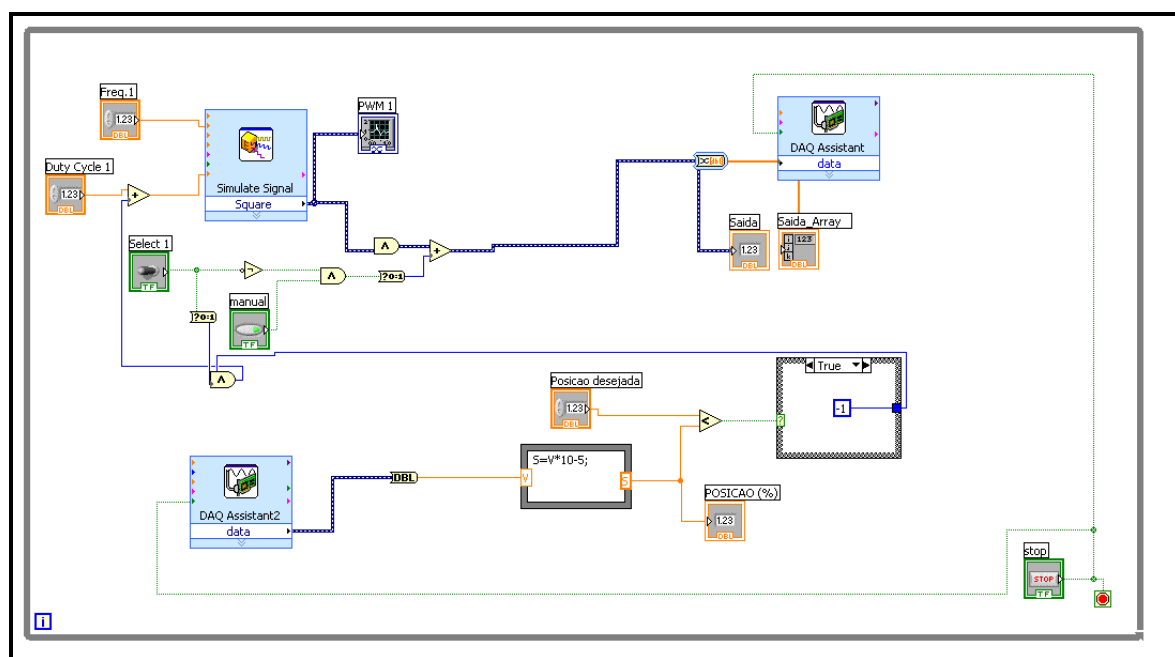 Freq.1
1.23
DBL
PWM 1
Simulate Signal
Square
Duty Cycle 1
1.23
DBL
DAQ Assistant
data
Select 1
TF
Saida
1.23
DBL
Saida_Array
123
DBL
?0:1
?0:1
manual
TF
True
-1
Posicao desejada
1.23
DBL
S=V*10-5;
V
S
DBL
?
POSICAO (%)
1.23
DBL
DAQ Assistant2
data
stop
STOP
TF
i